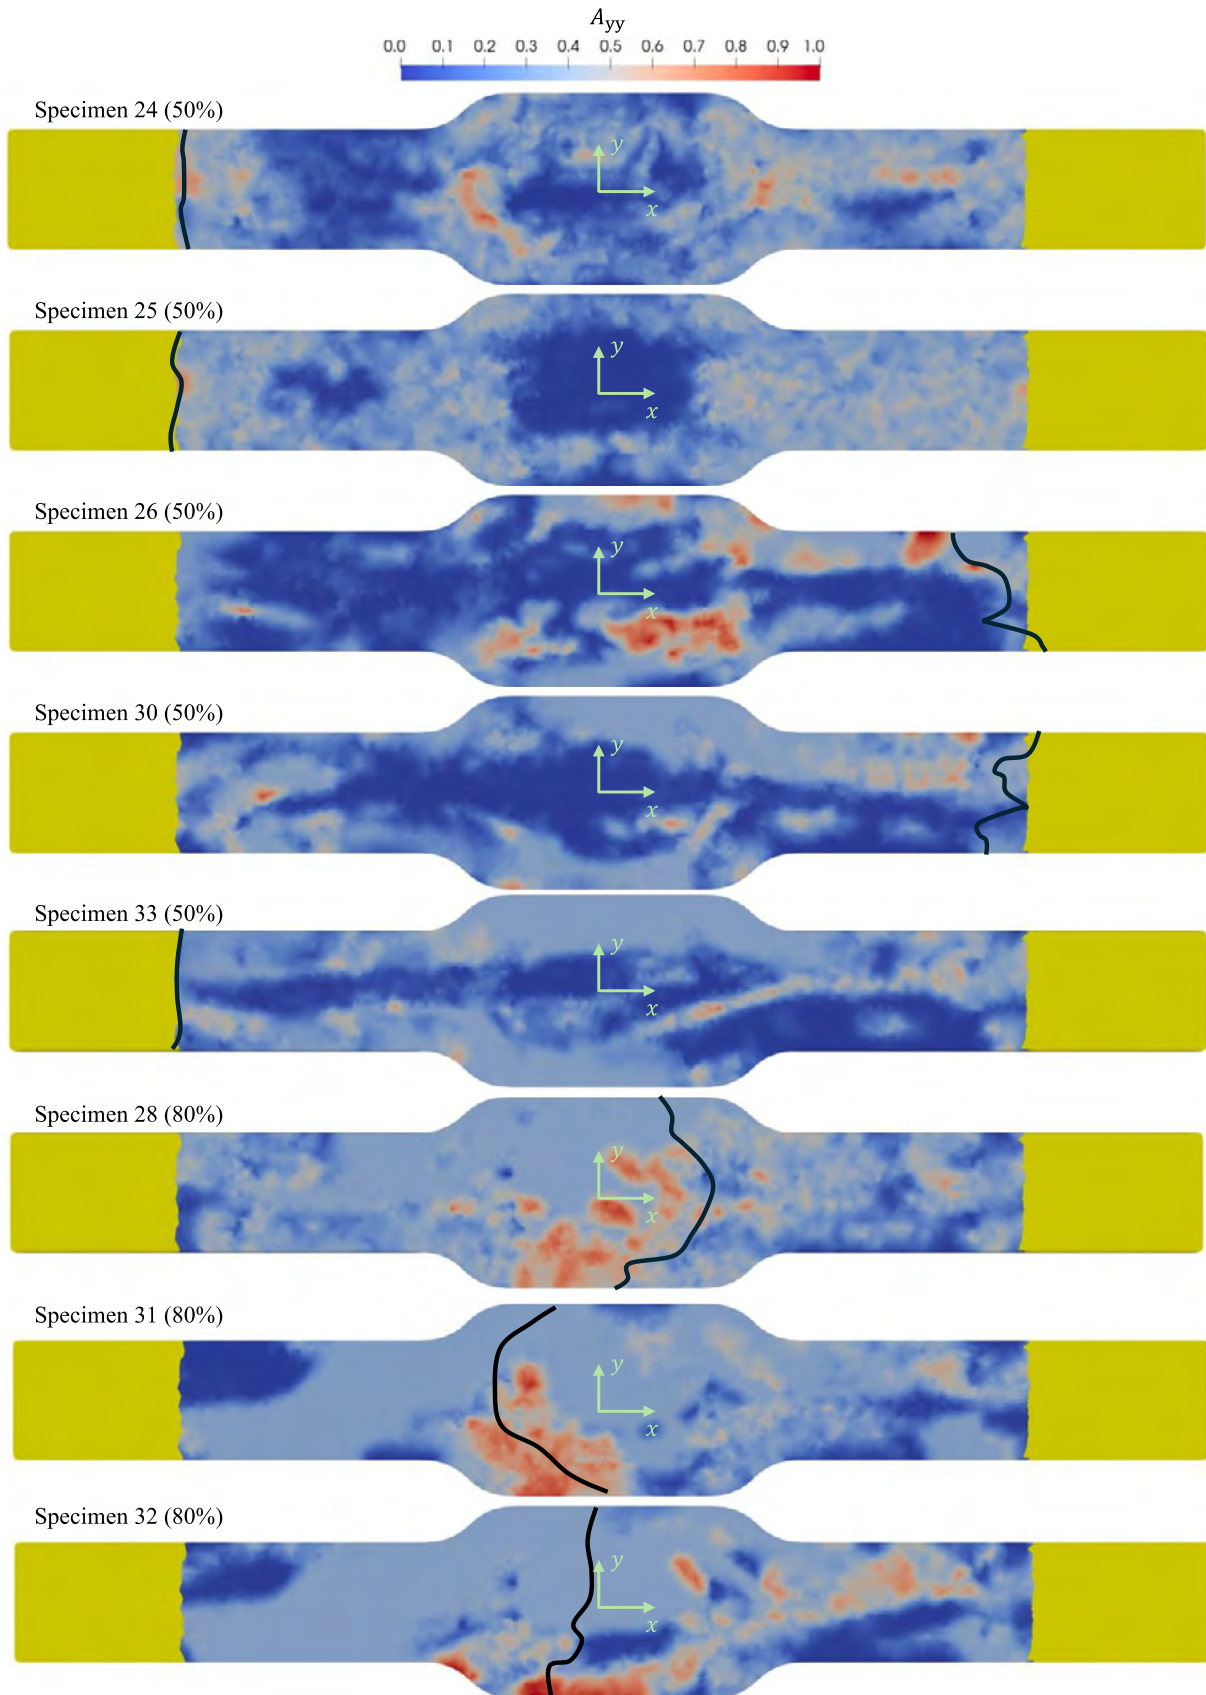 A_yy
0.0 0.1 0.2 0.3 0.4 0.5 0.6 0.7 0.8 0.9 1.0
Specimen 24 (50%)
y
x
Specimen 25 (50%)
y
x
Specimen 26 (50%)
y
x
Specimen 30 (50%)
y
x
Specimen 33 (50%)
y
x
Specimen 28 (80%)
y
x
Specimen 31 (80%)
y
x
Specimen 32 (80%)
y
x